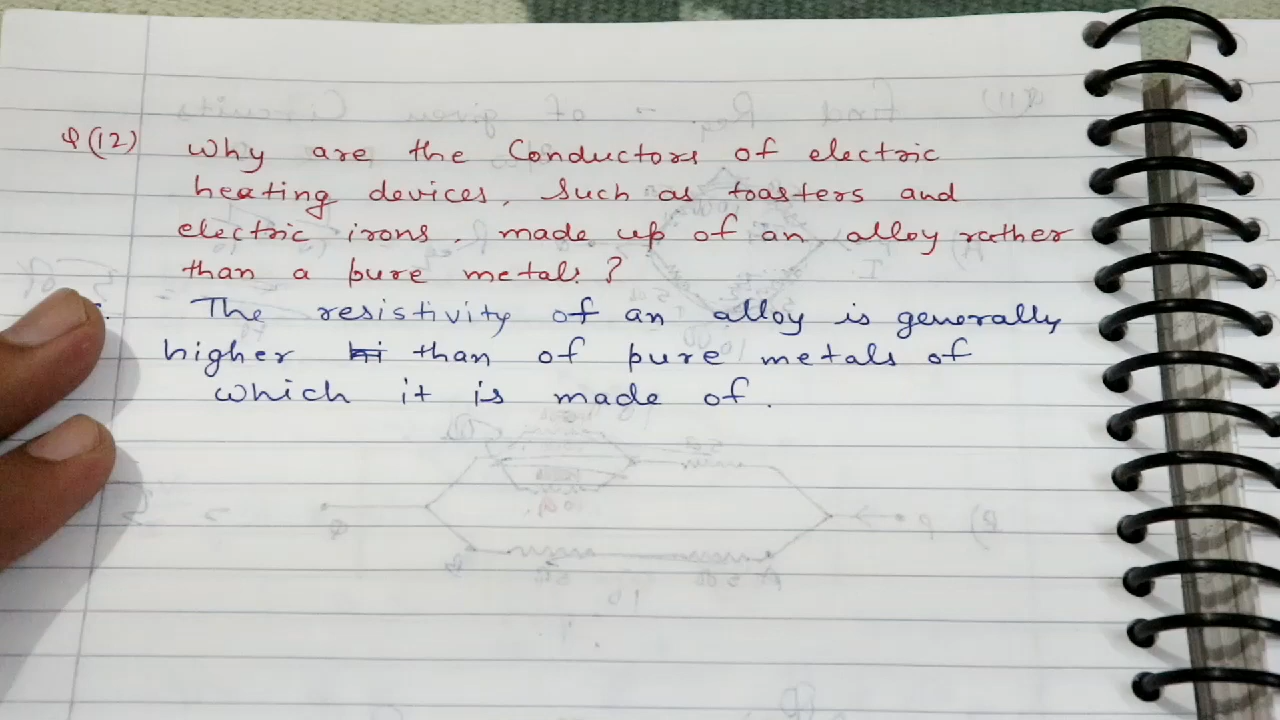 Q(12) Why are the Conductors of electric
heating devices, Such as toasters and
electric irons, made up of an alloy rather
than a pure metals?
The resistivity of an alloy is generally
higher than of pure metals of
which it is made of.